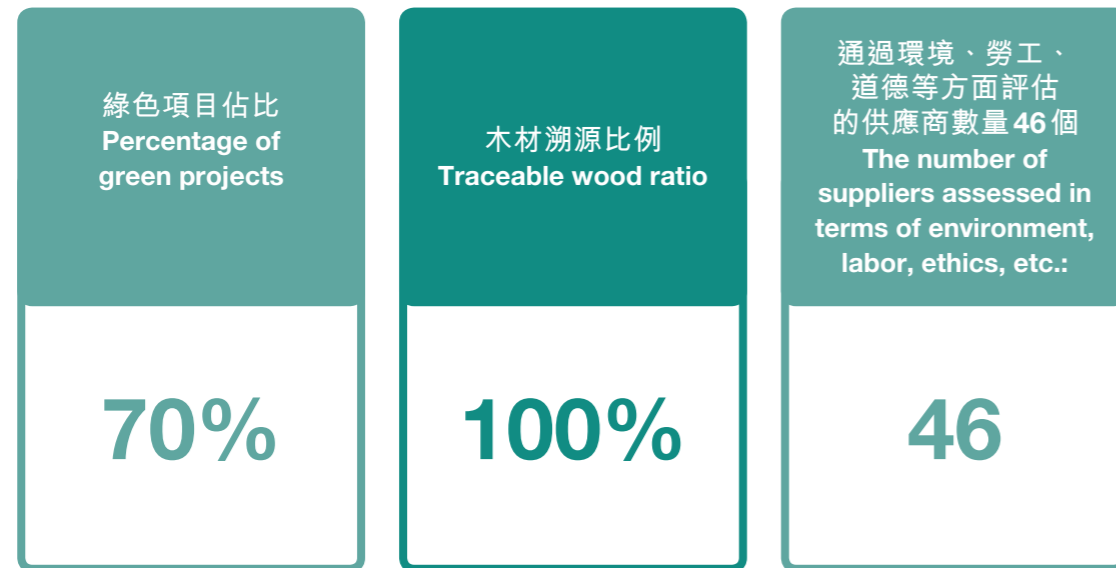 綠色項目佔比
Percentage of
green projects
70%
木材溯源比例
Traceable wood ratio
100%
通過環境、勞工、
道德等方面評估
的供應商數量46個
The number of
suppliers assessed in
terms of environment,
labor, ethics, etc.:
46